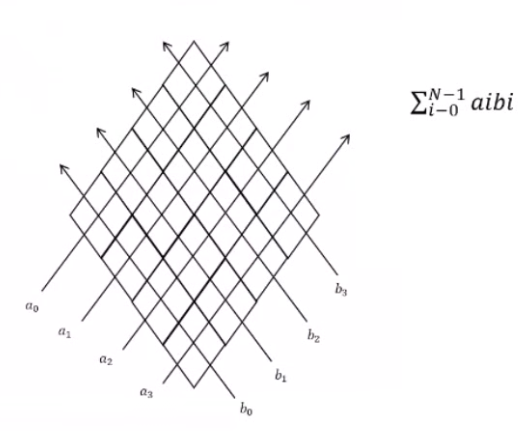 ∑_{i-0}^{N-1} aibi
a₀
a₁
a₂
a₃
b₃
b₂
b₁
b₀